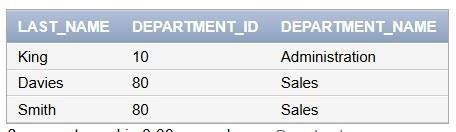 LAST_NAME DEPARTMENT_ID DEPARTMENT_NAME
King 10 Administration
Davies 80 Sales
Smith 80 Sales